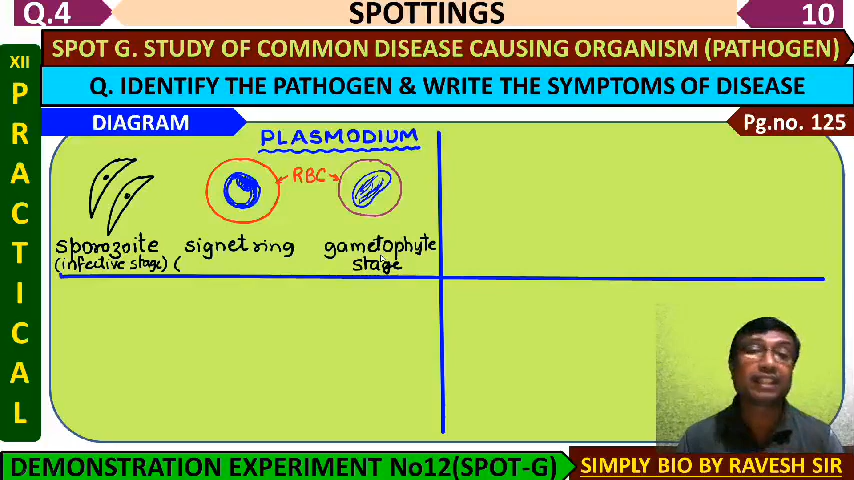 Q.4
SPOTTINGS
10
SPOT G. STUDY OF COMMON DISEASE CAUSING ORGANISM (PATHOGEN)
Q. IDENTIFY THE PATHOGEN & WRITE THE SYMPTOMS OF DISEASE
XII
P
R
A
C
T
I
C
A
L
DIAGRAM
Pg.no. 125
PLASMODIUM
RBC
sporozoite
(infective stage) (
signet ring
gametophyte
stage
DEMONSTRATION EXPERIMENT No12(SPOT-G)
SIMPLY BIO BY RAVESH SIR